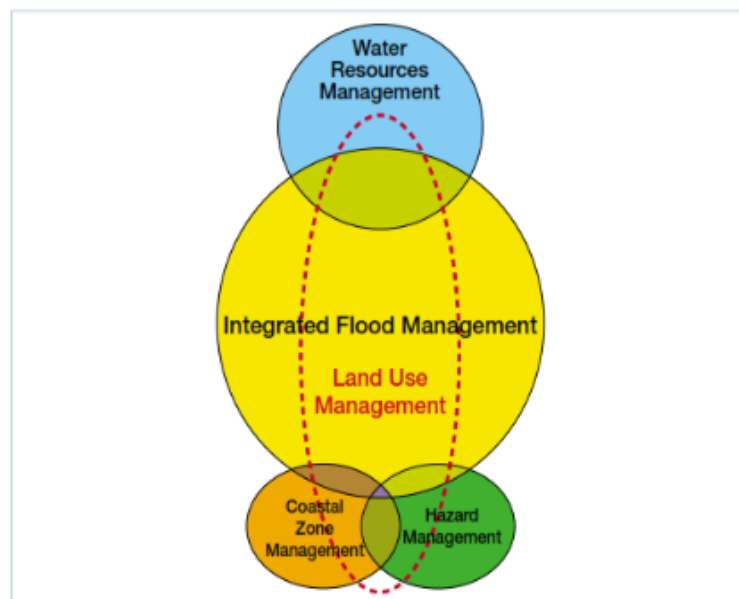 Water
Resources
Management
Integrated Flood Management
Land Use
Management
Coastal
Zone
Management
Hazard
Management